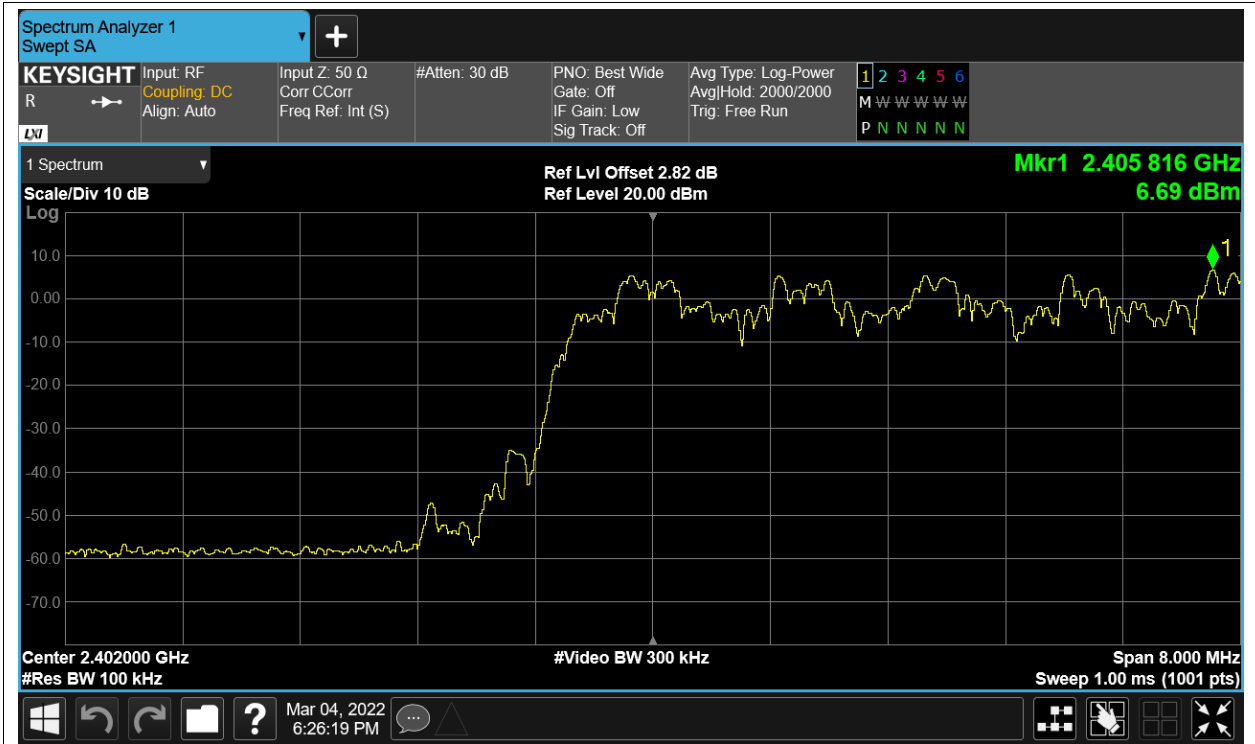 Spectrum Analyzer 1
Swept SA
KEYSIGHT
R
LXI
Input: RF
Coupling: DC
Align: Auto
Input Z: 50 Ω
Corr CCorr
Freq Ref: Int (S)
#Atten: 30 dB
PNO: Best Wide
Gate: Off
IF Gain: Low
Sig Track: Off
Avg Type: Log-Power
Avg|Hold: 2000/2000
Trig: Free Run
1 2 3 4 5 6
M W W W W W W
P N N N N N N
1 Spectrum
Scale/Div 10 dB
Log
Ref Lvl Offset 2.82 dB
Ref Level 20.00 dBm
Mkr1 2.405 816 GHz
6.69 dBm
1
10.0
0.00
-10.0
-20.0
-30.0
-40.0
-50.0
-60.0
-70.0
Center 2.402000 GHz
#Res BW 100 kHz
#Video BW 300 kHz
Span 8.000 MHz
Sweep 1.00 ms (1001 pts)
?
Mar 04, 2022
6:26:19 PM